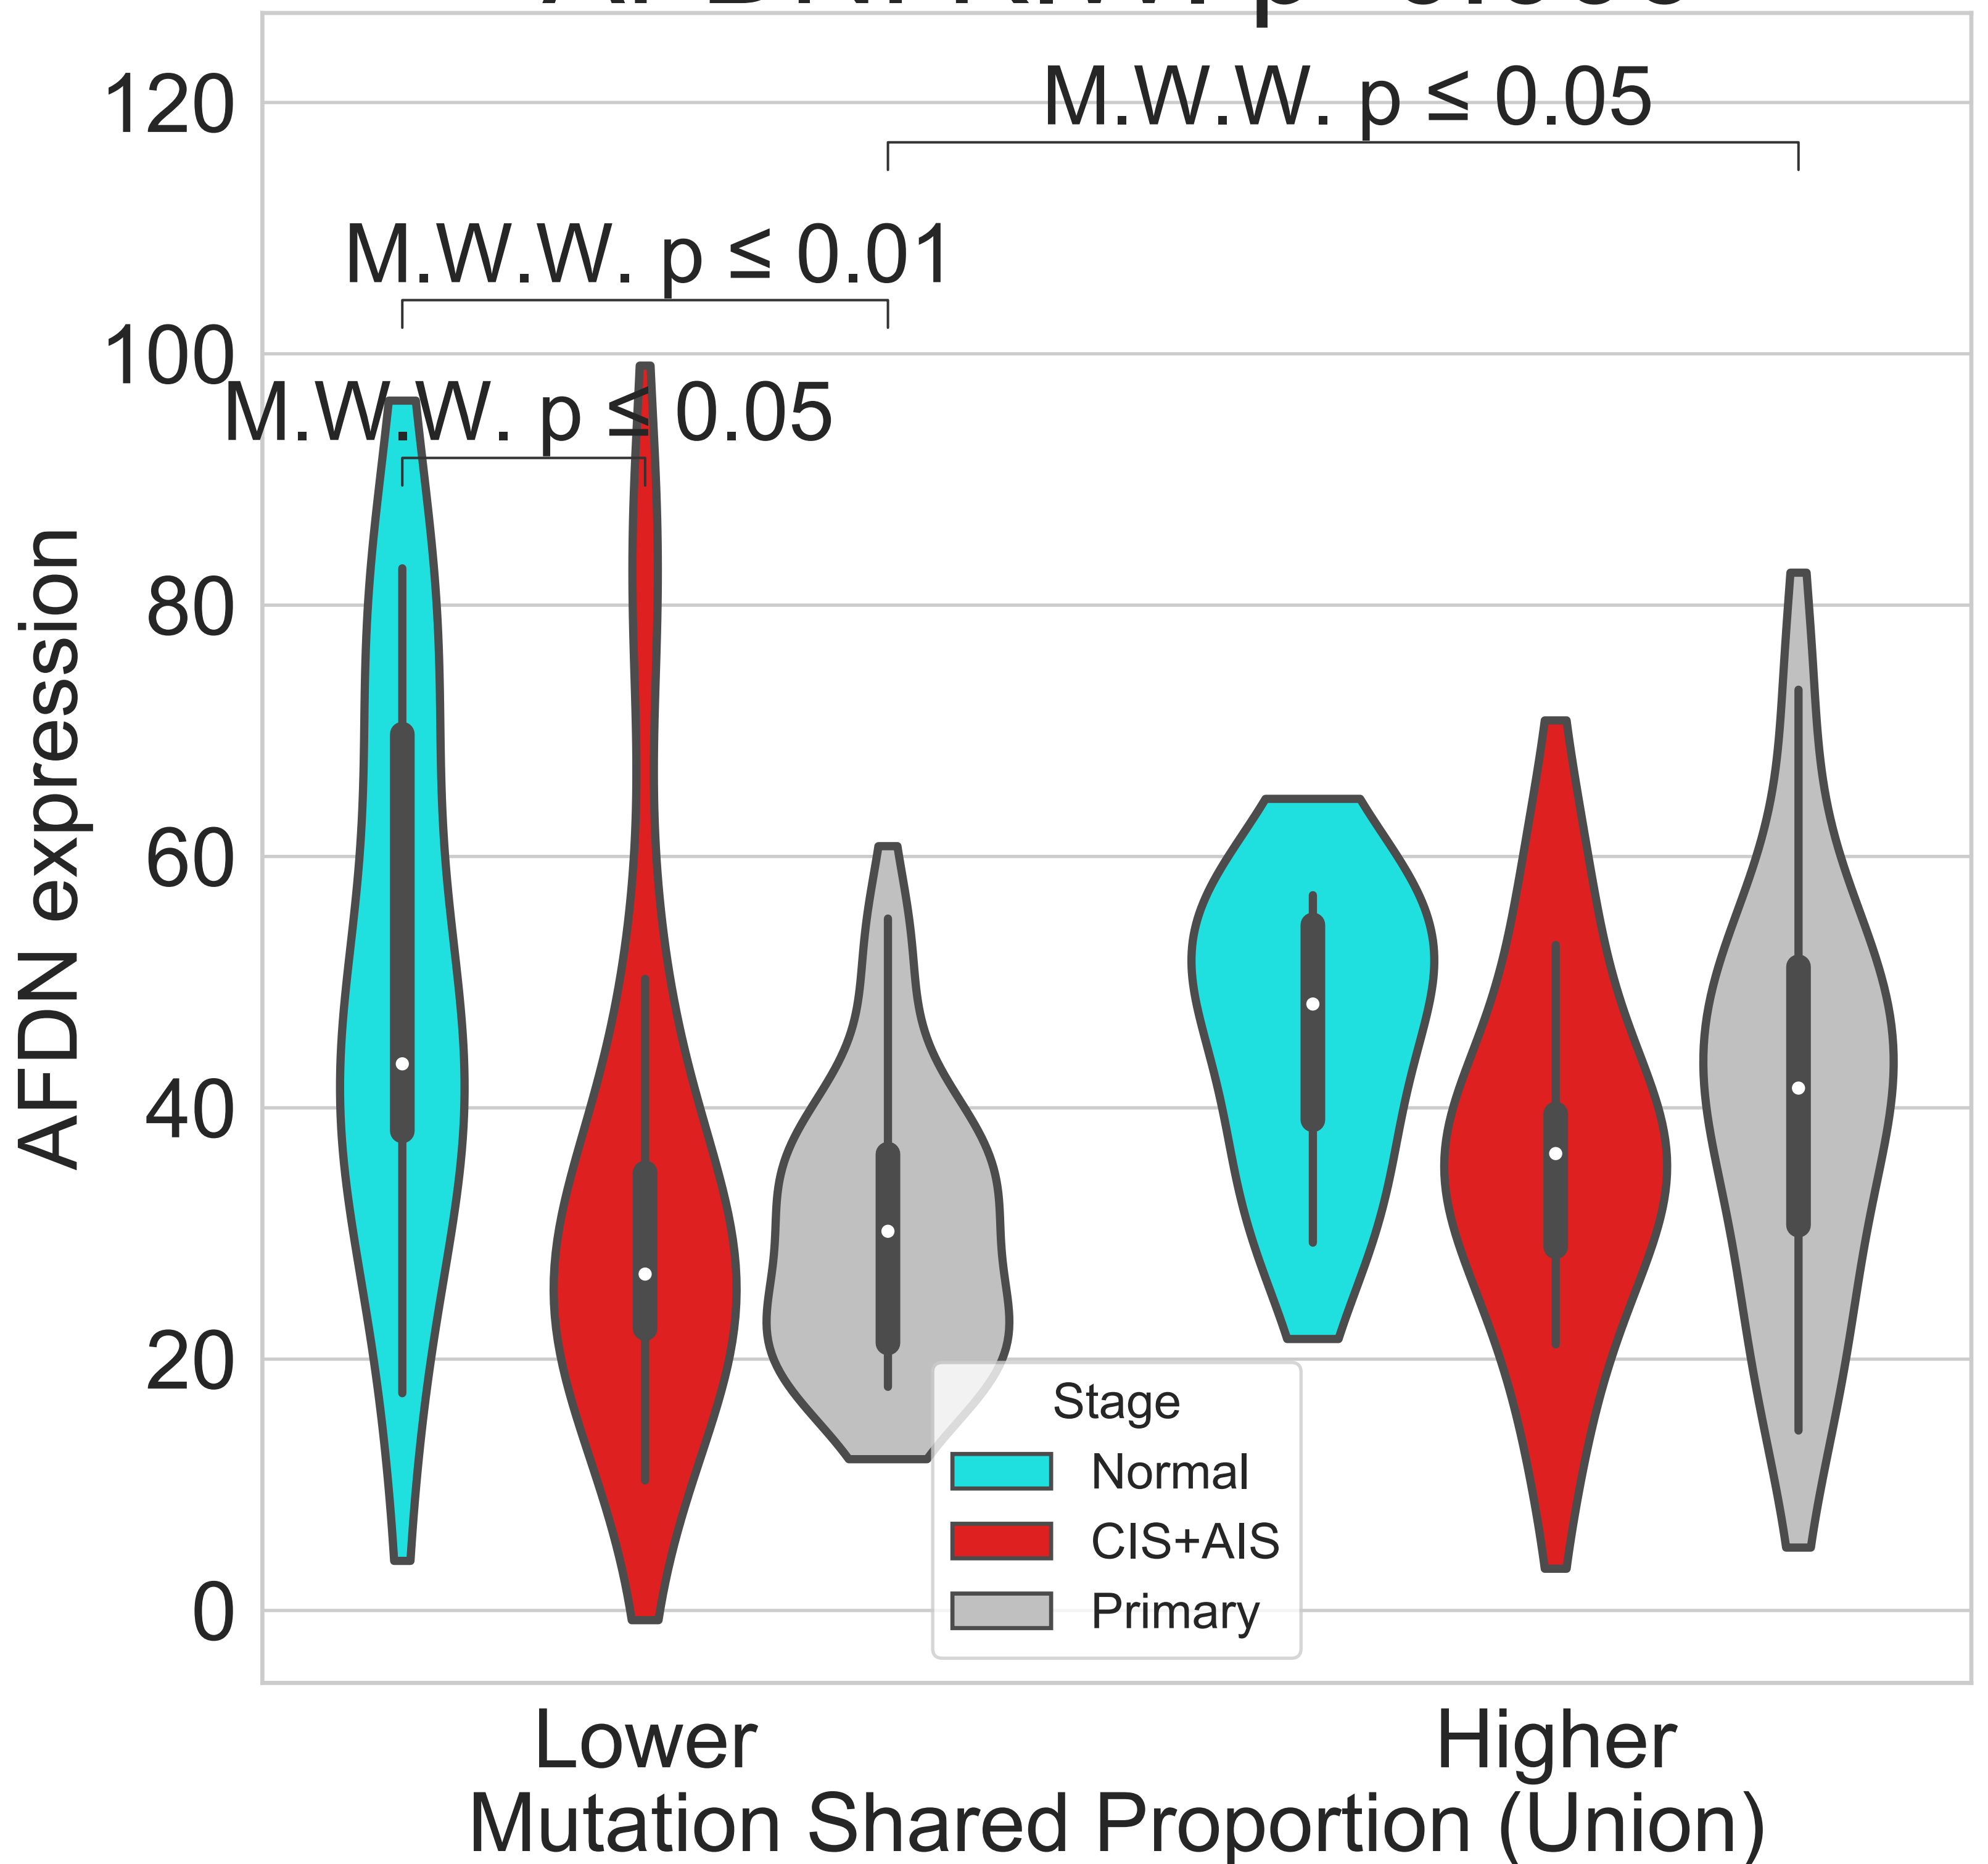 M.W.W. p ≤ 0.05
M.W.W. p ≤ 0.01
M.W.W. p ≤ 0.05
120
100
80
60
40
20
0
AFDN expression
Stage
Normal
CIS+AIS
Primary
Lower
Higher
Mutation Shared Proportion (Union)